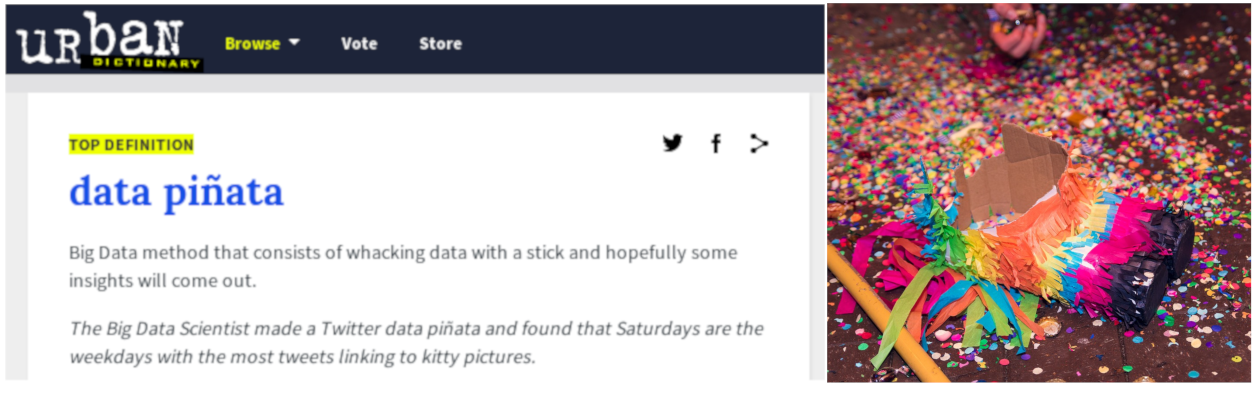 urban
DICTIONARY
Browse Vote Store
TOP DEFINITION
data piñata
Big Data method that consists of whacking data with a stick and hopefully some
insights will come out.
The Big Data Scientist made a Twitter data piñata and found that Saturdays are the
weekdays with the most tweets linking to kitty pictures.